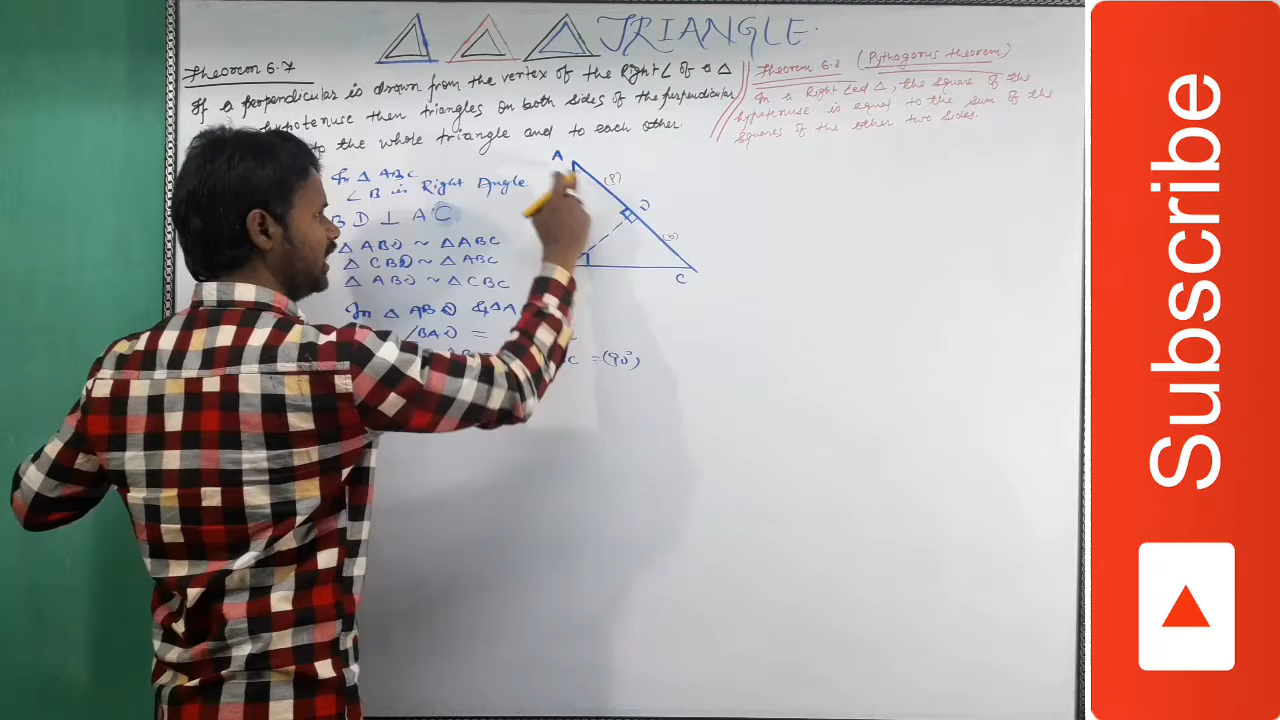 TRIANGLE.
Theorem 6.7
If a perpendicular is drawn from the vertex of the Right ∠ of a △
hypotenuse then triangles on both sides of the perpendicular
to the whole triangle and to each other.
Theorem 6.8 (Pythagorus theorem)
In a Right ∠ed △, the square of the
hypotenuse is equal to the sum of the
squares of the other two sides.
In △ ABC
∠ B is Right Angle
BD ⊥ AC
△ ABD ~ △ABC
△ CBD ~ △ABC
△ ABD ~ △CBC
In △ ABD & △A
∠BAD =
BC = (90°)
A
D
C
Subscribe